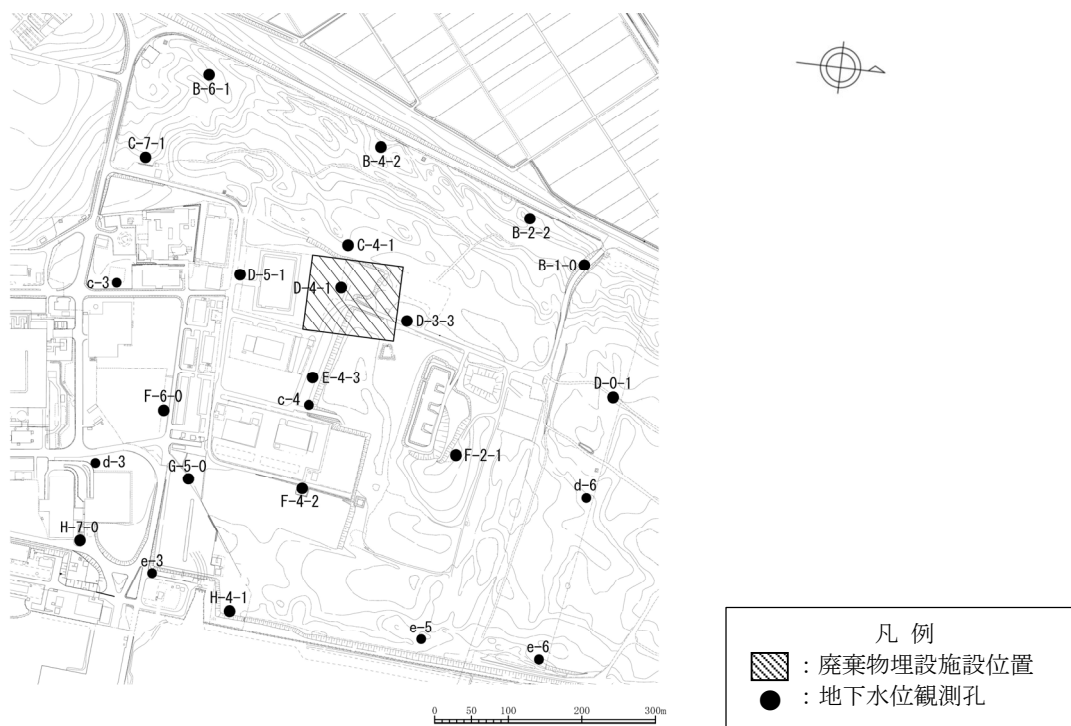 B-6-1
C-7-1
B-4-2
B-2-2
C-4-1
B-1-0
D-5-1
c-3
D-4-1
D-3-3
E-4-3
D-0-1
c-4
F-6-0
F-2-1
d-3
G-5-0
F-4-2
d-6
H-7-0
e-3
H-4-1
e-5
e-6
0 50 100 200 300m
凡 例
：廃棄物埋設施設位置
：地下水位観測孔